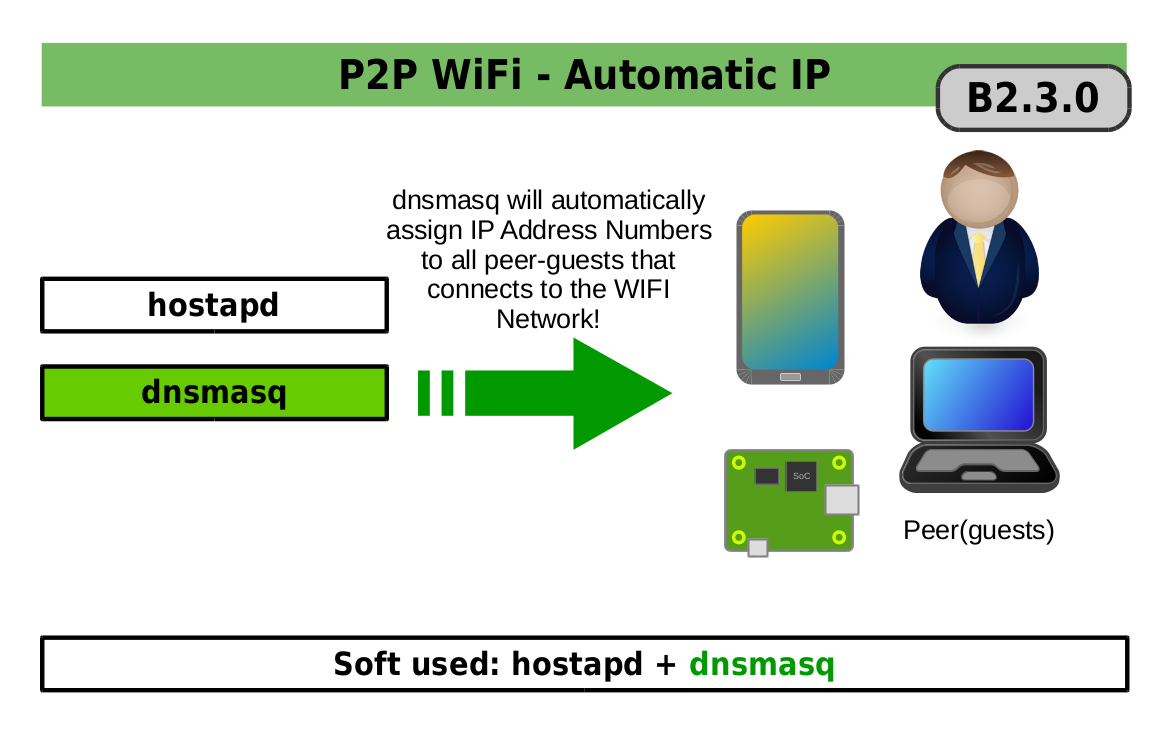 P2P WiFi - Automatic IP
B2.3.0
dnsmasq will automatically
assign IP Address Numbers
to all peer-guests that
connects to the WIFI
Network!
hostapd
dnsmasq
SoC
Peer(guests)
Soft used: hostapd + dnsmasq